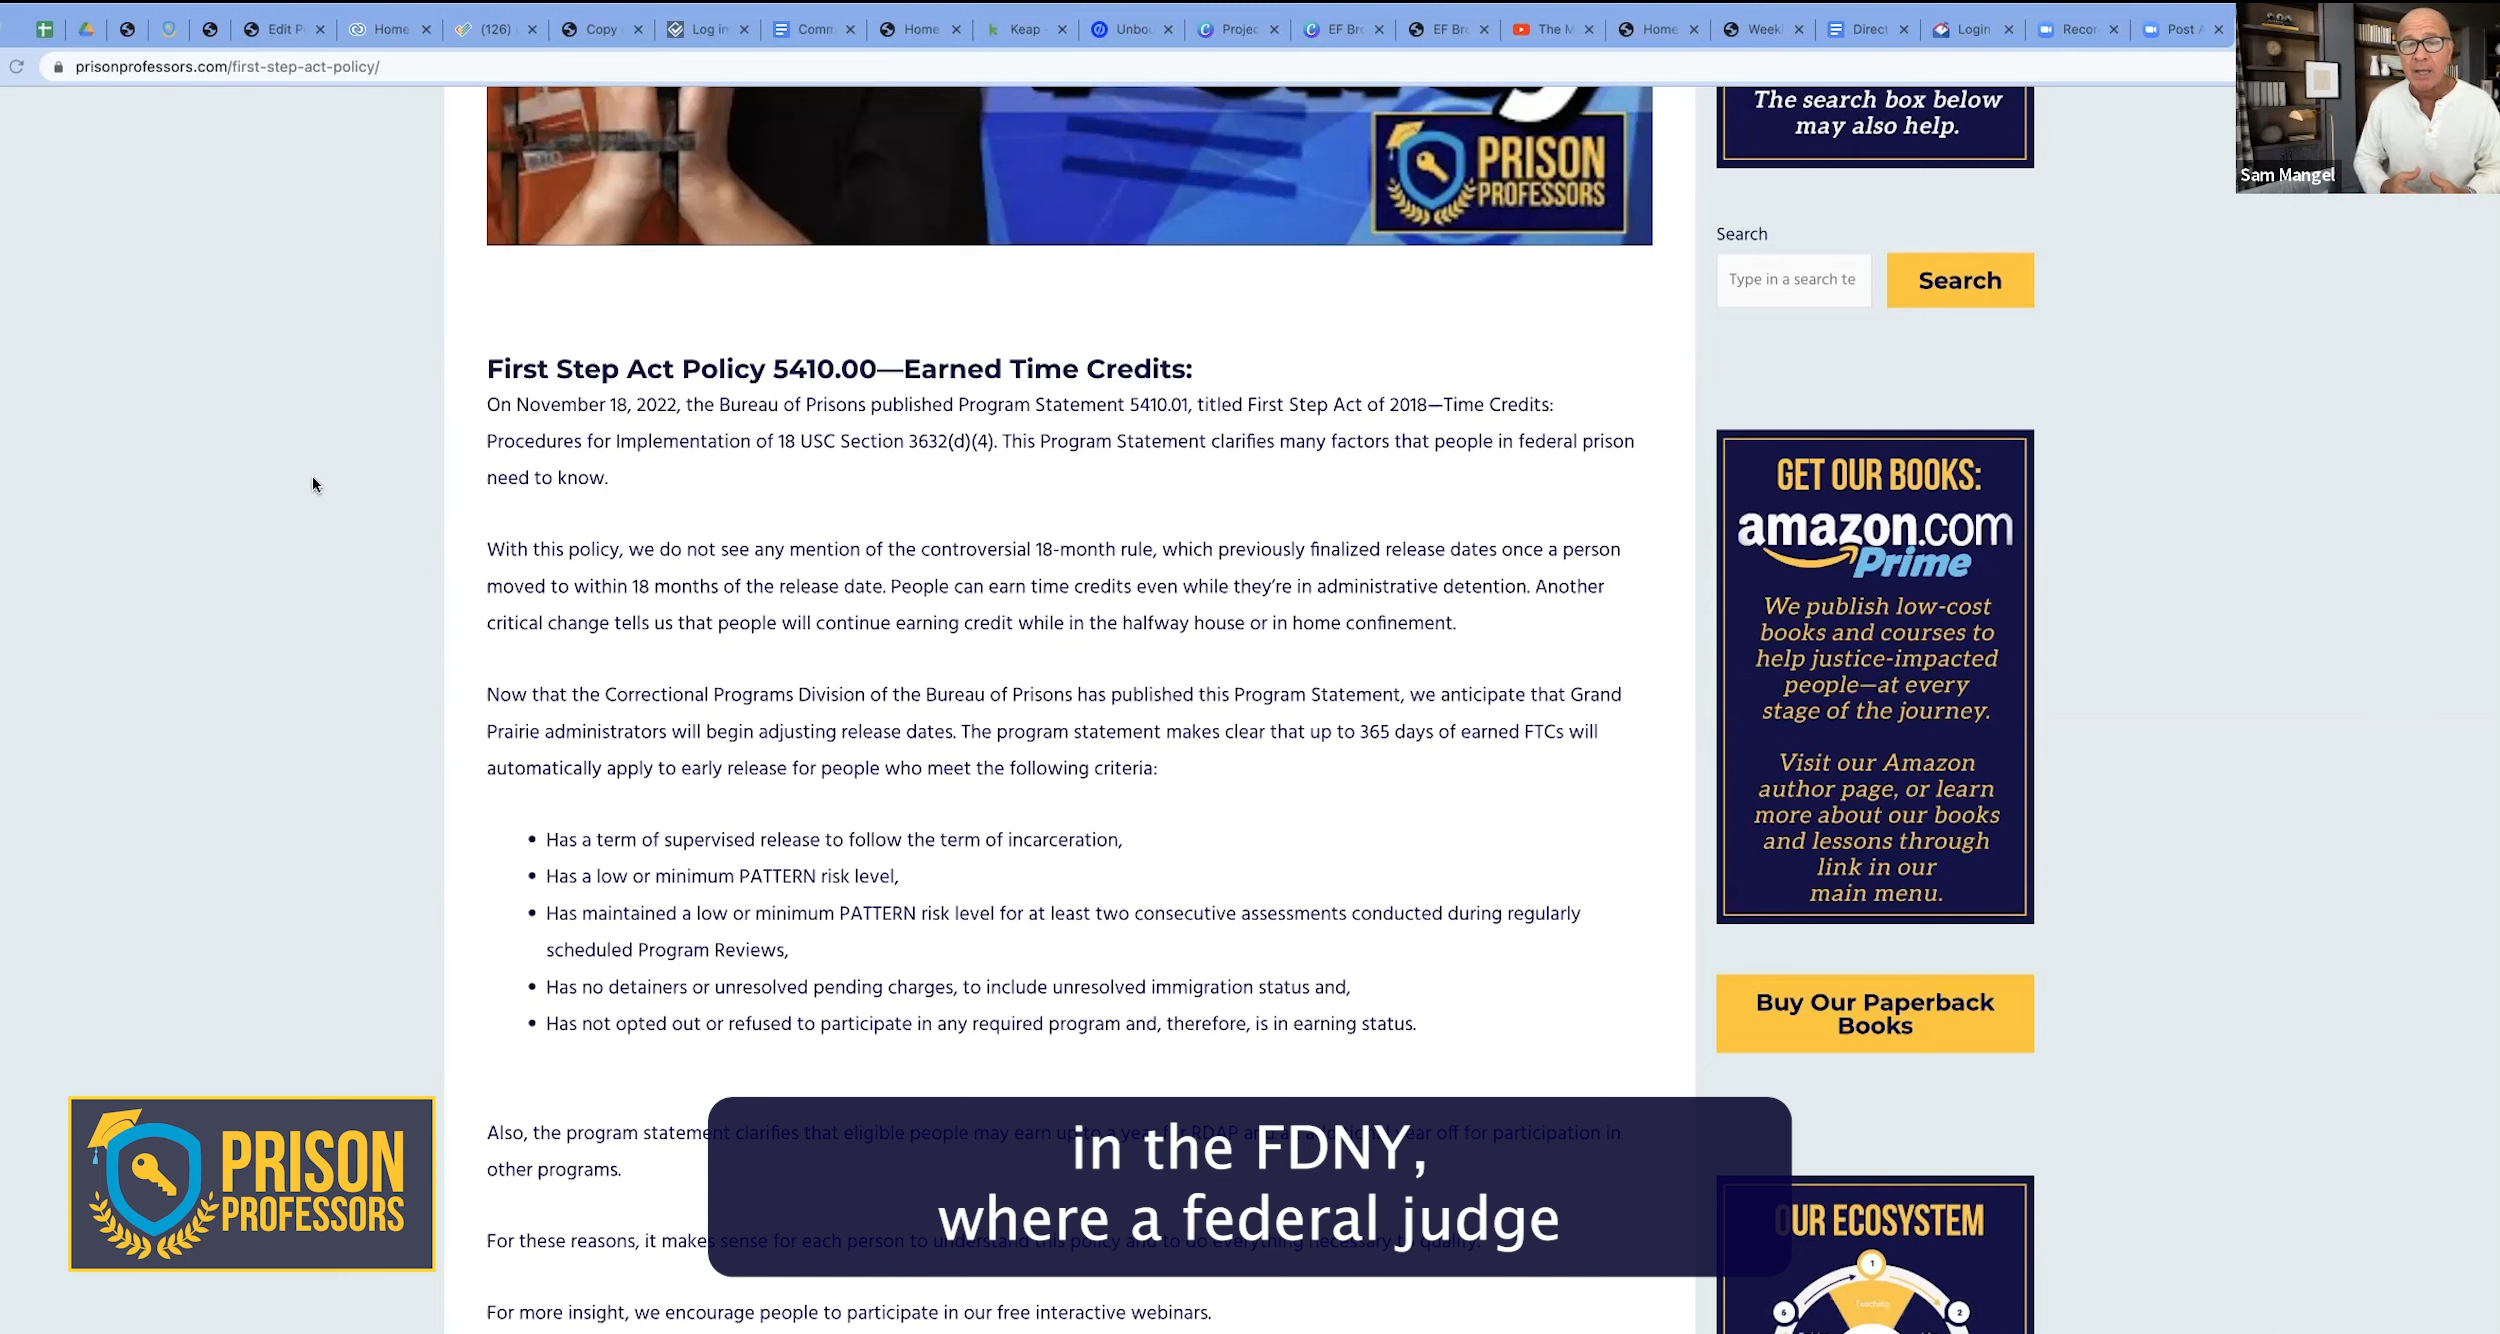 Edit P
Home
(126)
Copy
Log in
Comm
Home
Keap
Unbou
Projec
EF Bre
EF Bre
The M
Home
Weekl
Direct
Login
Recor
Post A
prisonprofessors.com/first-step-act-policy/
PRISON
PROFESSORS
The search box below
may also help.
Sam Mangel
Search
Type in a search te
Search
First Step Act Policy 5410.00—Earned Time Credits:
On November 18, 2022, the Bureau of Prisons published Program Statement 5410.01, titled First Step Act of 2018—Time Credits:
Procedures for Implementation of 18 USC Section 3632(d)(4). This Program Statement clarifies many factors that people in federal prison
need to know.
With this policy, we do not see any mention of the controversial 18-month rule, which previously finalized release dates once a person
moved to within 18 months of the release date. People can earn time credits even while they’re in administrative detention. Another
critical change tells us that people will continue earning credit while in the halfway house or in home confinement.
Now that the Correctional Programs Division of the Bureau of Prisons has published this Program Statement, we anticipate that Grand
Prairie administrators will begin adjusting release dates. The program statement makes clear that up to 365 days of earned FTCs will
automatically apply to early release for people who meet the following criteria:
• Has a term of supervised release to follow the term of incarceration,
• Has a low or minimum PATTERN risk level,
• Has maintained a low or minimum PATTERN risk level for at least two consecutive assessments conducted during regularly
scheduled Program Reviews,
• Has no detainers or unresolved pending charges, to include unresolved immigration status and,
• Has not opted out or refused to participate in any required program and, therefore, is in earning status.
Also, the program statement clarifies that eligible people may earn up to a year for RDAP and year off for participation in
other programs.
For these reasons, it makes sense for each person to understand this policy and to do everything necessary
For more insight, we encourage people to participate in our free interactive webinars.
GET OUR BOOKS:
amazon.com
Prime
We publish low-cost
books and courses to
help justice-impacted
people—at every
stage of the journey.
Visit our Amazon
author page, or learn
more about our books
and lessons through
link in our
main menu.
Buy Our Paperback
Books
OUR ECOSYSTEM
1
Teaching
6
2
PRISON
PROFESSORS
in the FDNY,
where a federal judge